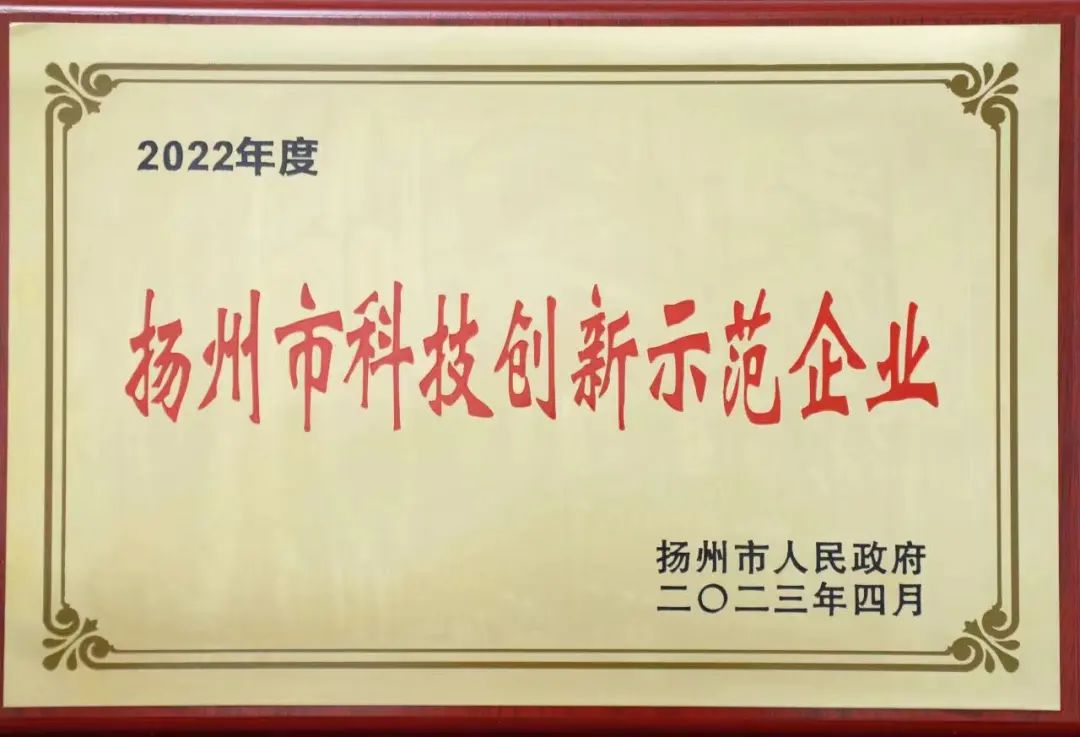 2022年度
扬州市科技创新示范企业
扬州市人民政府
二〇二三年四月